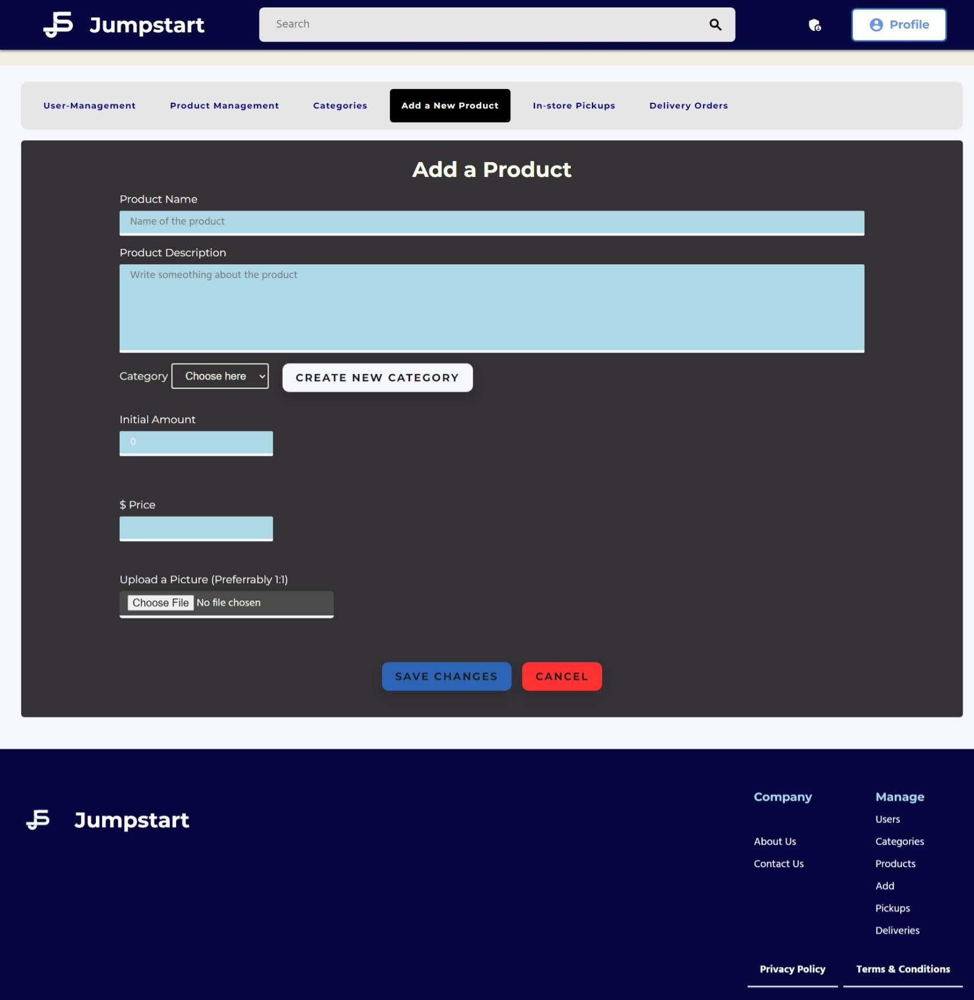 Jumpstart
Search
Profile
User-Management
Product Management
Categories
Add a New Product
In-store Pickups
Delivery Orders
Add a Product
Product Name
Name of the product
Product Description
Write someothing about the product
Category
Choose here
CREATE NEW CATEGORY
Initial Amount
0
$ Price
Upload a Picture (Preferrably 1:1)
Choose File No file chosen
SAVE CHANGES
CANCEL
Jumpstart
Company
About Us
Contact Us
Manage
Users
Categories
Products
Add
Pickups
Deliveries
Privacy Policy
Terms & Conditions